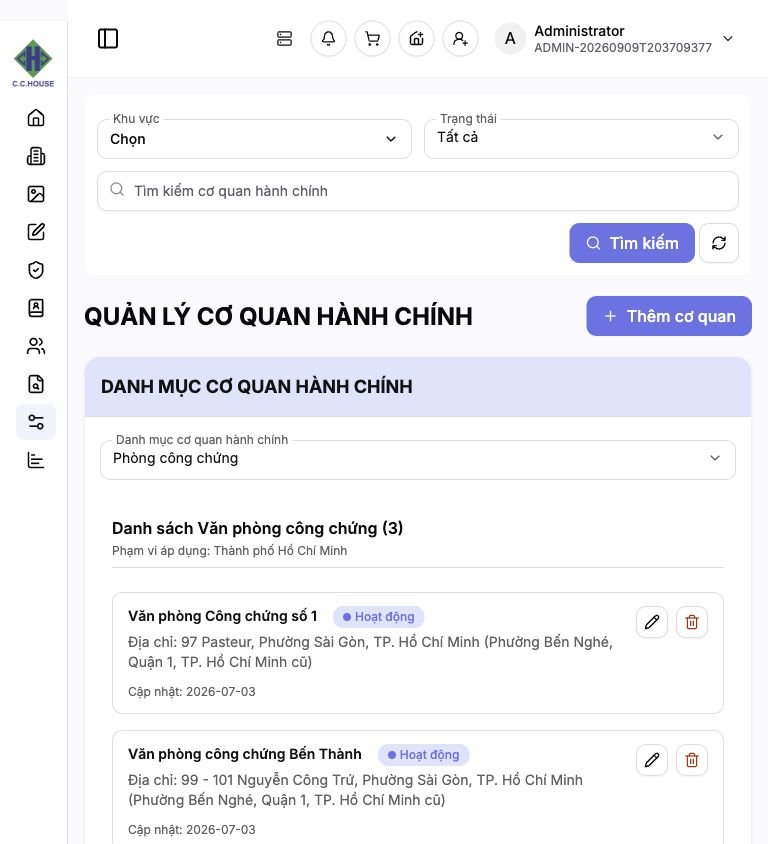 C.C.HOUSE
A
Administrator
ADMIN-20260909T203709377
Khu vực
Chọn
Trạng thái
Tất cả
Tìm kiếm cơ quan hành chính
Tìm kiếm
QUẢN LÝ CƠ QUAN HÀNH CHÍNH
Thêm cơ quan
DANH MỤC CƠ QUAN HÀNH CHÍNH
Danh mục cơ quan hành chính
Phòng công chứng
Danh sách Văn phòng công chứng (3)
Phạm vi áp dụng: Thành phố Hồ Chí Minh
Văn phòng Công chứng số 1
Hoạt động
Địa chỉ: 97 Pasteur, Phường Sài Gòn, TP. Hồ Chí Minh (Phường Bến Nghé,
Quận 1, TP. Hồ Chí Minh cũ)
Cập nhật: 2026-07-03
Văn phòng công chứng Bến Thành
Hoạt động
Địa chỉ: 99 - 101 Nguyễn Công Trứ, Phường Sài Gòn, TP. Hồ Chí Minh
(Phường Bến Nghé, Quận 1, TP. Hồ Chí Minh cũ)
Cập nhật: 2026-07-03